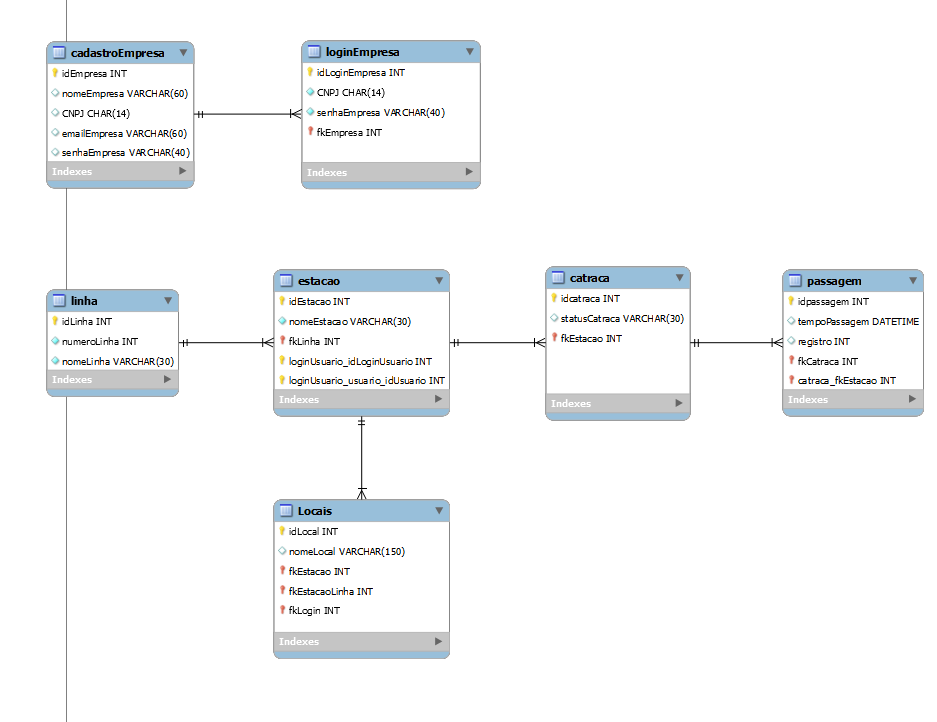 cadastroEmpresa
idEmpresa INT
nomeEmpresa VARCHAR(60)
CNPJ CHAR(14)
emailEmpresa VARCHAR(60)
senhaEmpresa VARCHAR(40)
Indexes
loginEmpresa
idLoginEmpresa INT
CNPJ CHAR(14)
senhaEmpresa VARCHAR(40)
fkEmpresa INT
Indexes
linha
idLinha INT
numeroLinha INT
nomeLinha VARCHAR(30)
Indexes
estacao
idEstacao INT
nomeEstacao VARCHAR(30)
fkLinha INT
loginUsuario_idLoginUsuario INT
loginUsuario_usuario_idUsuario INT
Indexes
catraca
idcatraca INT
statusCatraca VARCHAR(30)
fkEstacao INT
Indexes
passagem
idpassagem INT
tempoPassagem DATETIME
registro INT
fkCatraca INT
catraca_fkEstacao INT
Indexes
Locais
idLocal INT
nomeLocal VARCHAR(150)
fkEstacao INT
fkEstacaoLinha INT
fkLogin INT
Indexes